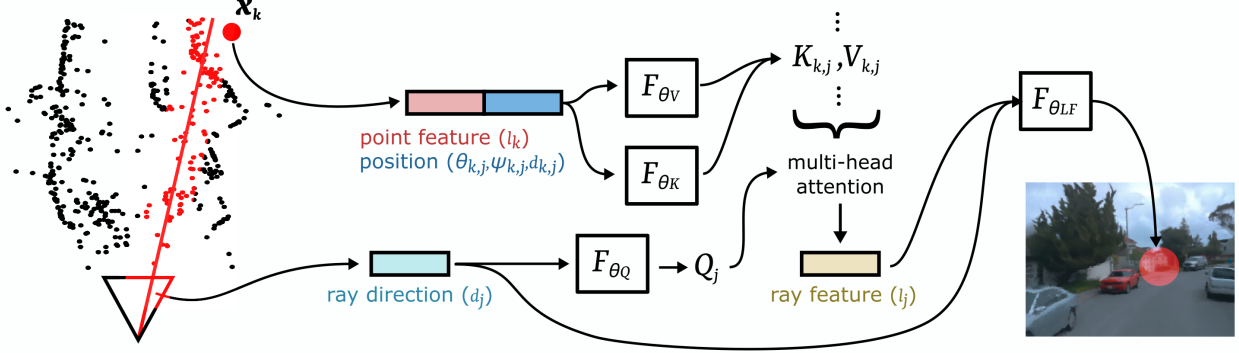 x_k
F_θV
K_k,j , V_k,j
F_θLF
point feature (l_k)
position (θ_k,j, ψ_k,j, d_k,j)
F_θK
multi-head
attention
F_θQ
Q_j
ray direction (d_j)
ray feature (l_j)